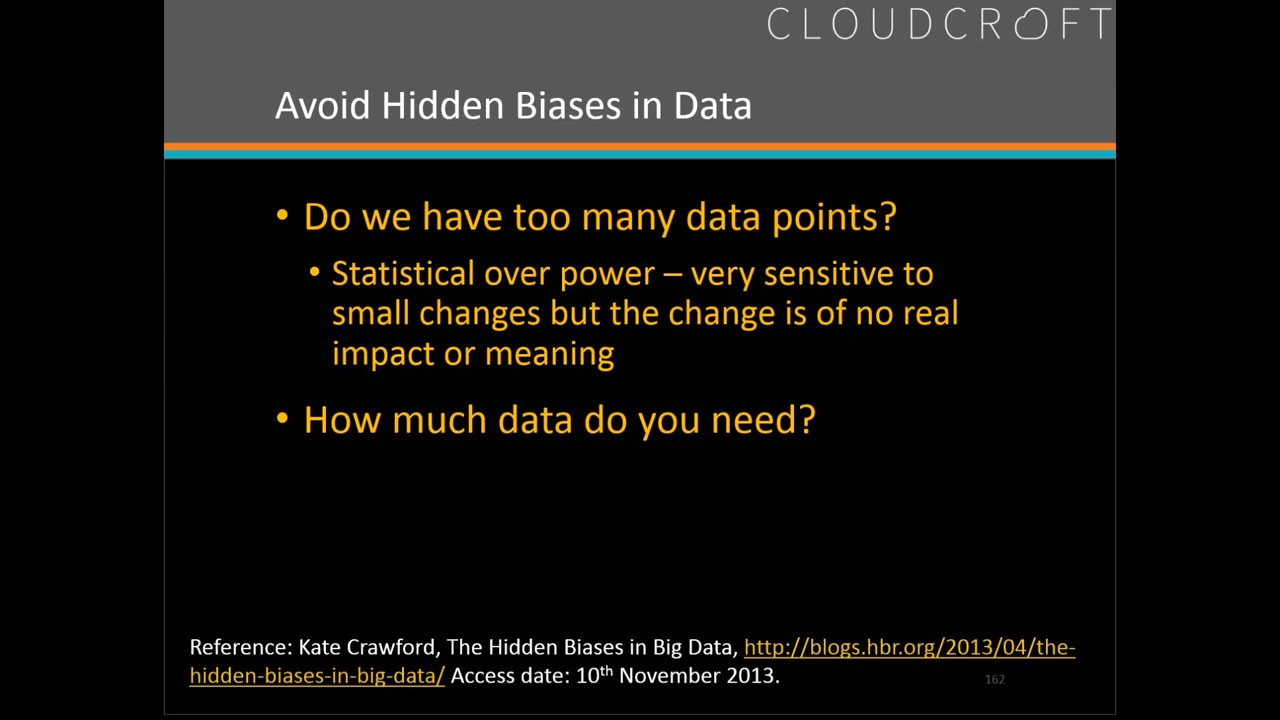 CLOUDCROFT
Avoid Hidden Biases in Data
• Do we have too many data points?
• Statistical over power – very sensitive to
small changes but the change is of no real
impact or meaning
• How much data do you need?
Reference: Kate Crawford, The Hidden Biases in Big Data, http://blogs.hbr.org/2013/04/the-
hidden-biases-in-big-data/ Access date: 10th November 2013.
162